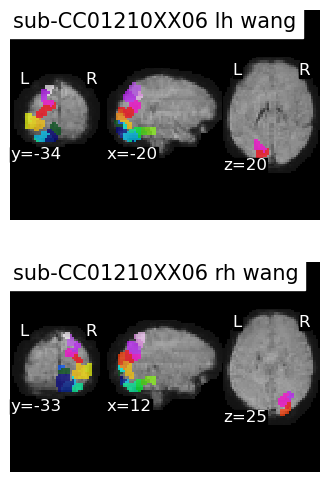 sub-CC01210XX06 lh wang
L R L R
y=-34 x=-20 z=20
sub-CC01210XX06 rh wang
L R L R
y=-33 x=12 z=25